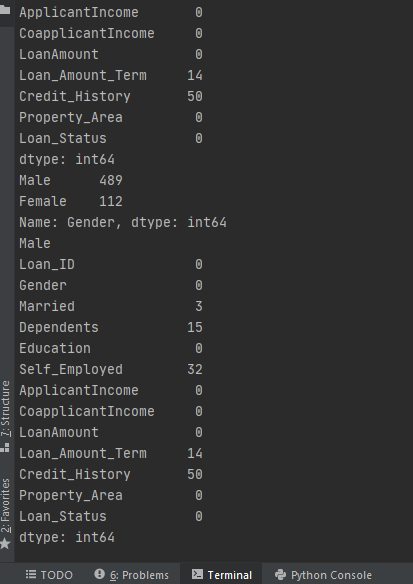 ApplicantIncome 0
CoapplicantIncome 0
LoanAmount 0
Loan_Amount_Term 14
Credit_History 50
Property_Area 0
Loan_Status 0
dtype: int64
Male 489
Female 112
Name: Gender, dtype: int64
Male
Loan_ID 0
Gender 0
Married 3
Dependents 15
Education 0
Self_Employed 32
ApplicantIncome 0
CoapplicantIncome 0
LoanAmount 0
Loan_Amount_Term 14
Credit_History 50
Property_Area 0
Loan_Status 0
dtype: int64
7: Structure
2: Favorites
TODO
6: Problems
Terminal
Python Console